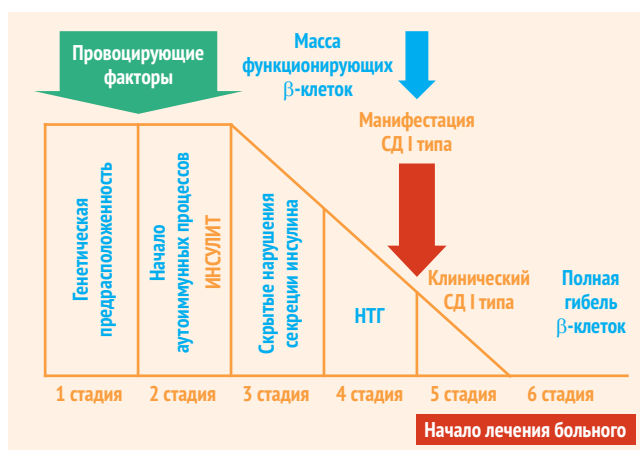 Провоцирующие
факторы
Масса
функционирующих
β-клеток
Манифестация
СД I типа
Генетическая
предрасположенность
Начало
аутоиммунных процессов
ИНСУЛИТ
Скрытые нарушения
секреции инсулина
НТГ
Клинический
СД I типа
Полная
гибель
β-клеток
1 стадия
2 стадия
3 стадия
4 стадия
5 стадия
6 стадия
Начало лечения больного